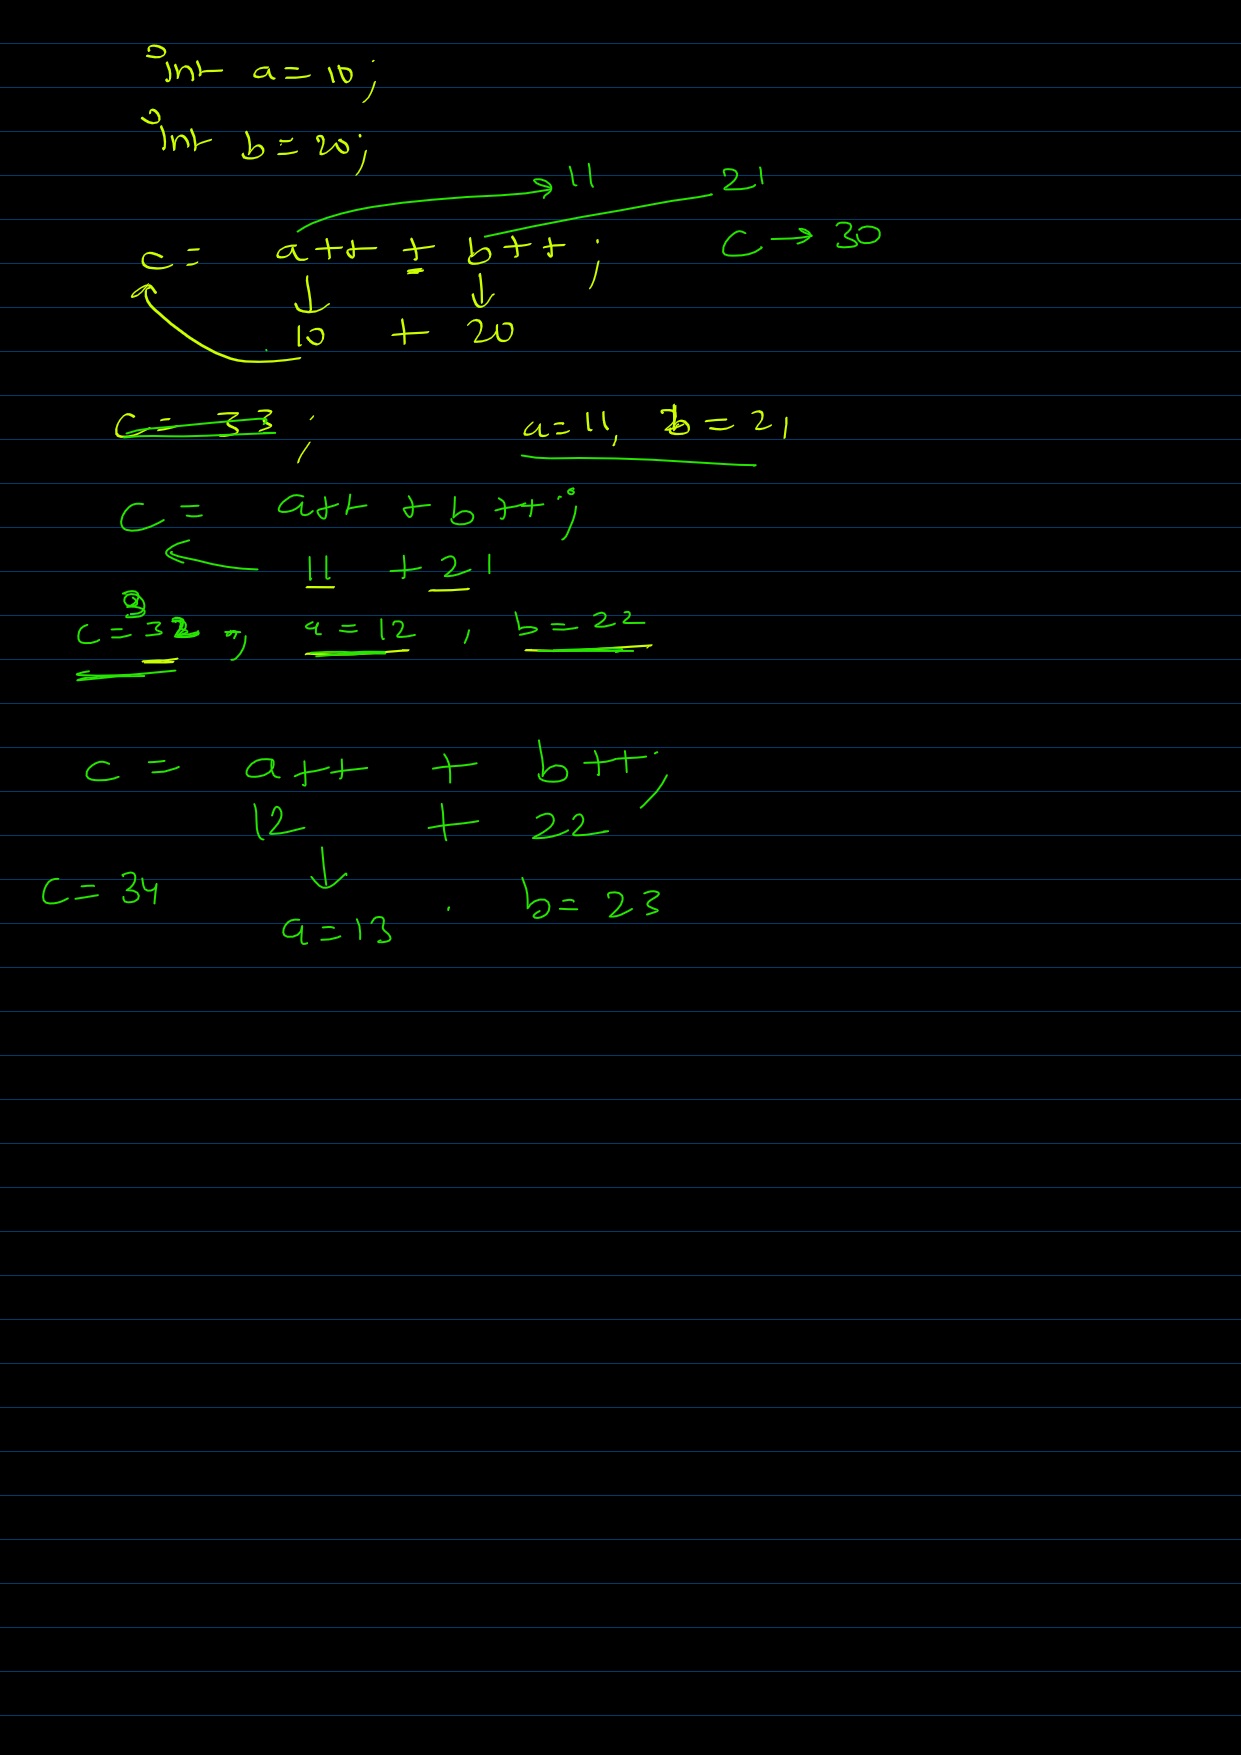 int a = 10;
int b = 20;
11 21
c = a++ + b++; C → 30
10 + 20
c = 33; a = 11, b = 21
C = a++ + b++;
11 + 21
c = 32, a = 12, b = 22
c = a++ + b++;
12 + 22
C = 34 b = 23
a = 13